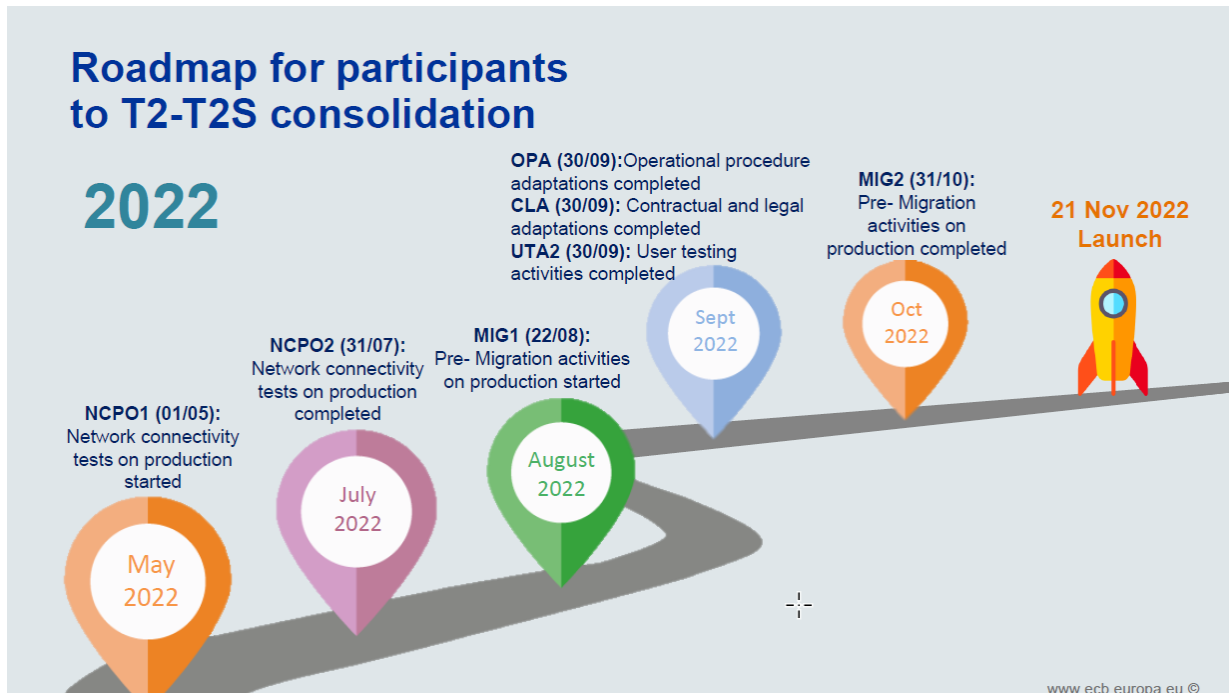 Roadmap for participants
to T2-T2S consolidation
2022
NCPO1 (01/05):
Network connectivity
tests on production
started
May
2022
NCPO2 (31/07):
Network connectivity
tests on production
completed
July
2022
MIG1 (22/08):
Pre- Migration activities
on production started
August
2022
OPA (30/09):Operational procedure
adaptations completed
CLA (30/09): Contractual and legal
adaptations completed
UTA2 (30/09): User testing
activities completed
Sept
2022
MIG2 (31/10):
Pre- Migration
activities on
production completed
Oct
2022
21 Nov 2022
Launch
www.ecb.europa.eu ©